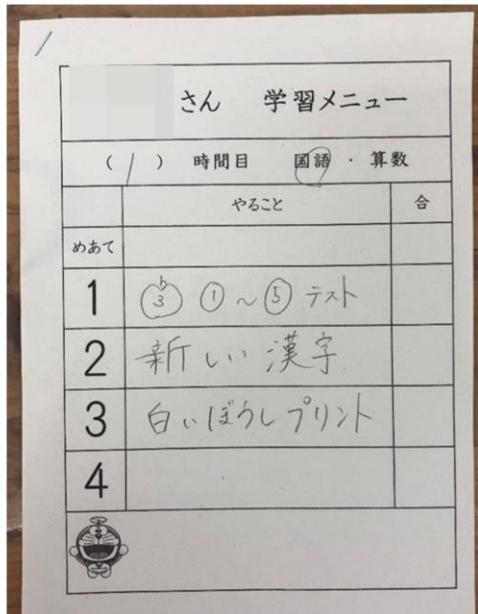 /
さん 学習メニュー
( 1 ) 時間目 国語 ・ 算数
やること 合
めあて
1 ③ ① ~ ⑤ テスト
2 新しい 漢字
3 白いぼうしプリント
4